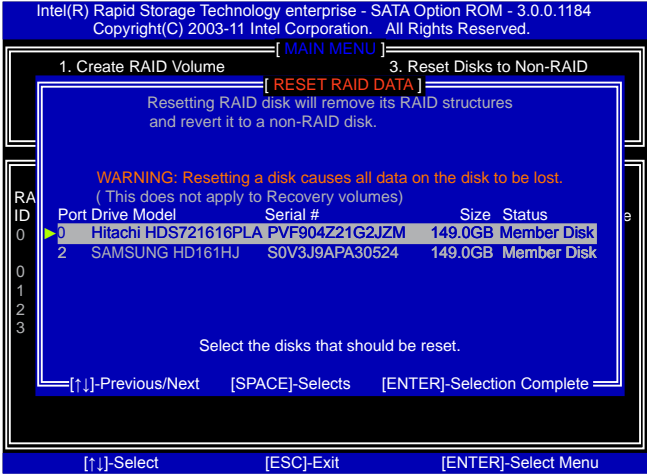 Intel(R) Rapid Storage Technology enterprise - SATA Option ROM - 3.0.0.1184
Copyright(C) 2003-11 Intel Corporation. All Rights Reserved.
[ MAIN MENU ]
1. Create RAID Volume 3. Reset Disks to Non-RAID
[ RESET RAID DATA ]
Resetting RAID disk will remove its RAID structures
and revert it to a non-RAID disk.
WARNING: Resetting a disk causes all data on the disk to be lost.
RA ( This does not apply to Recovery volumes)
ID Port Drive Model Serial # Size Status e
0 0 Hitachi HDS721616PLA PVF904Z21G2JZM 149.0GB Member Disk
2 SAMSUNG HD161HJ S0V3J9APA30524 149.0GB Member Disk
0
1
2
3
Select the disks that should be reset.
[↑↓]-Previous/Next [SPACE]-Selects [ENTER]-Selection Complete
[↑↓]-Select [ESC]-Exit [ENTER]-Select Menu